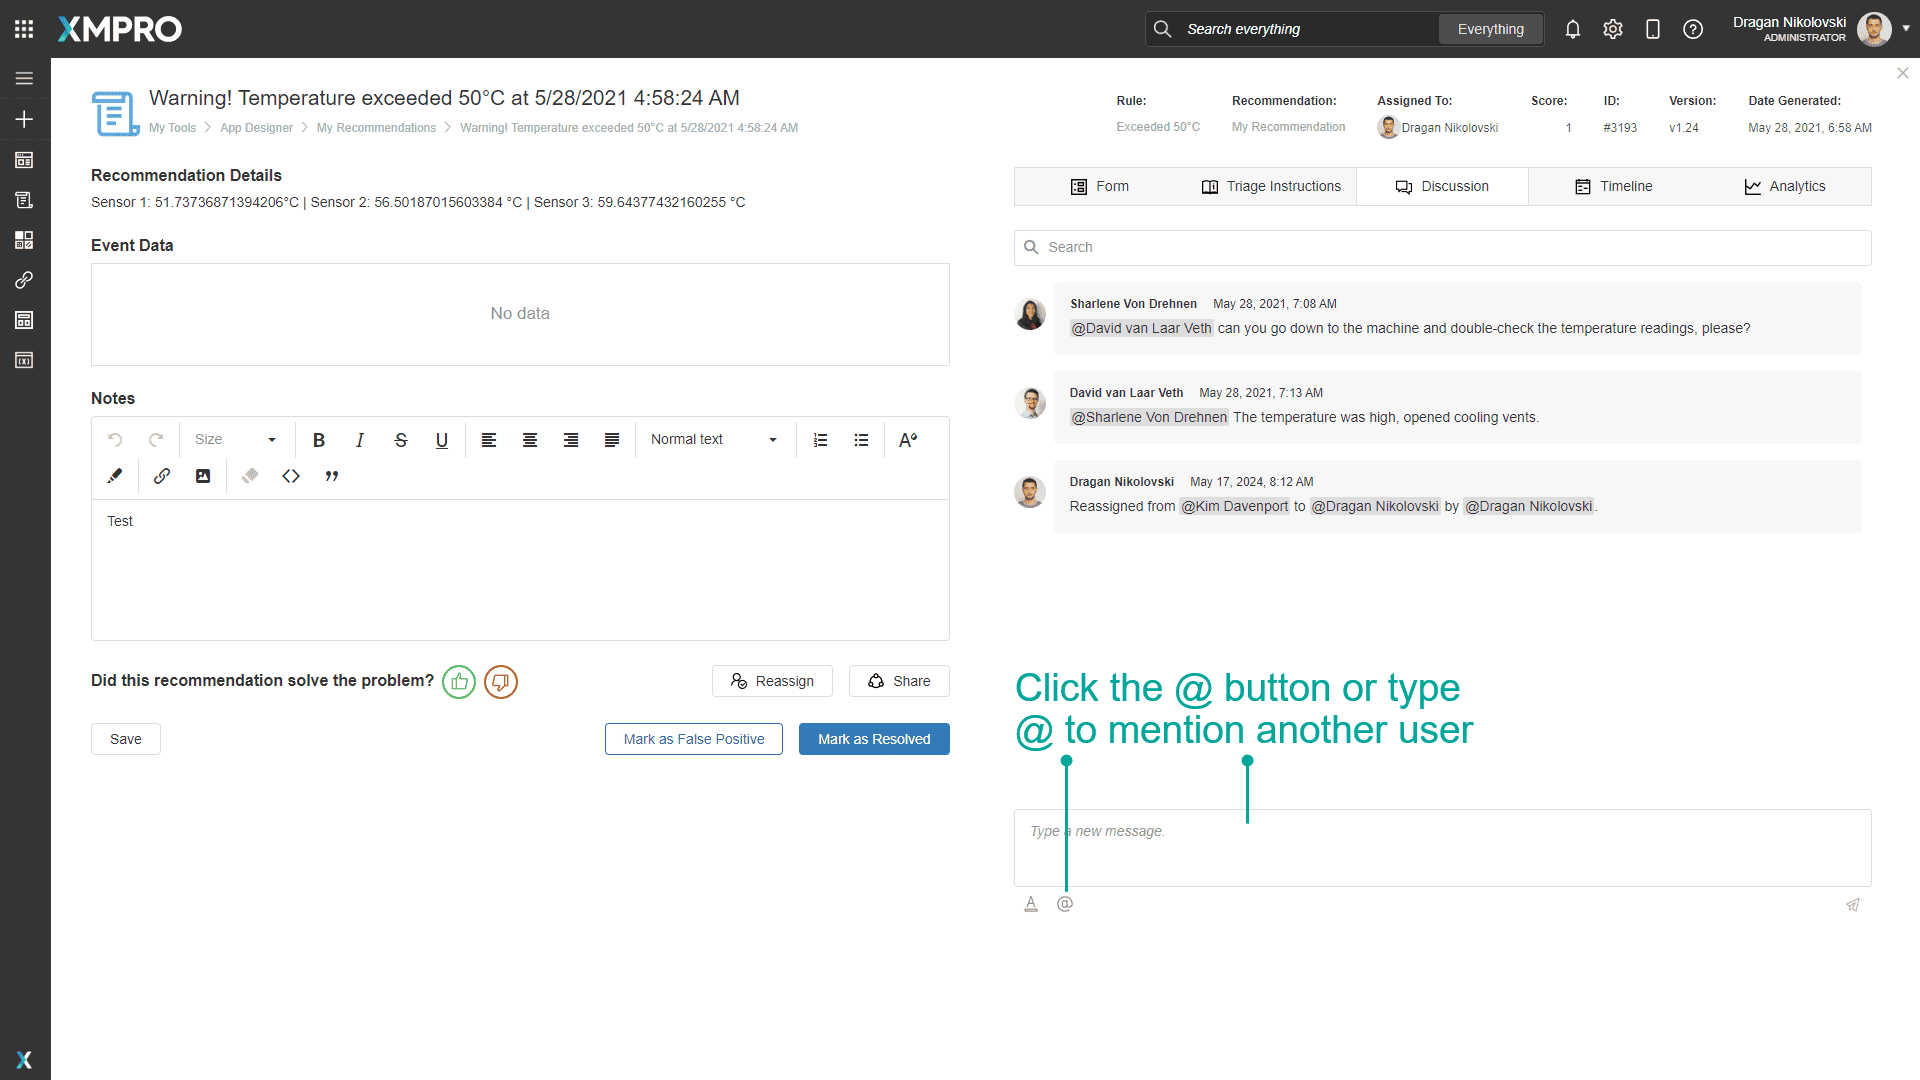 XMPRO
Search everything
Everything
Dragan Nikolovski
ADMINISTRATOR
Warning! Temperature exceeded 50°C at 5/28/2021 4:58:24 AM
My Tools > App Designer > My Recommendations > Warning! Temperature exceeded 50°C at 5/28/2021 4:58:24 AM
Rule: Recommendation: Assigned To: Score: ID: Version: Date Generated:
Exceeded 50°C My Recommendation Dragan Nikolovski 1 #3193 v1.24 May 28, 2021, 6:58 AM
Recommendation Details
Sensor 1: 51.73736871394206°C | Sensor 2: 56.50187015603384 °C | Sensor 3: 59.64377432160255 °C
Event Data
No data
Notes
Size B I S U Normal text
Test
Did this recommendation solve the problem?
Reassign Share
Save
Mark as False Positive Mark as Resolved
Form Triage Instructions Discussion Timeline Analytics
Search
Sharlene Von Drehnen May 28, 2021, 7:08 AM
@David van Laar Veth can you go down to the machine and double-check the temperature readings, please?
David van Laar Veth May 28, 2021, 7:13 AM
@Sharlene Von Drehnen The temperature was high, opened cooling vents.
Dragan Nikolovski May 17, 2024, 8:12 AM
Reassigned from @Kim Davenport to @Dragan Nikolovski by @Dragan Nikolovski.
Click the @ button or type
@ to mention another user
Type a new message.
A @
X